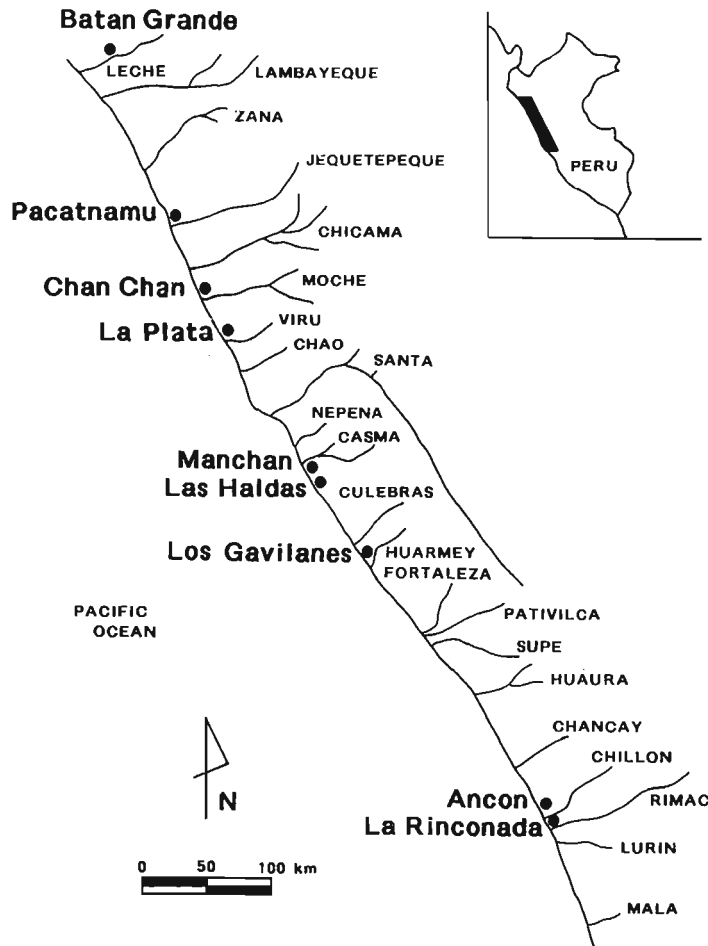 Batan Grande
LECHE
LAMBAYEQUE
ZANA
JEQUETEPEQUE
PERU
Pacatnamu
CHICAMA
Chan Chan
MOCHE
La Plata
VIRU
CHAO
SANTA
NEPENA
CASMA
Manchan
Las Haldas
CULEBRAS
Los Gavilanes
HUARMEY
FORTALEZA
PACIFIC
OCEAN
PATIVILCA
SUPE
HUAURA
CHANCAY
CHILLON
N
Ancon
RIMAC
La Rinconada
LURIN
0 50 100 km
MALA